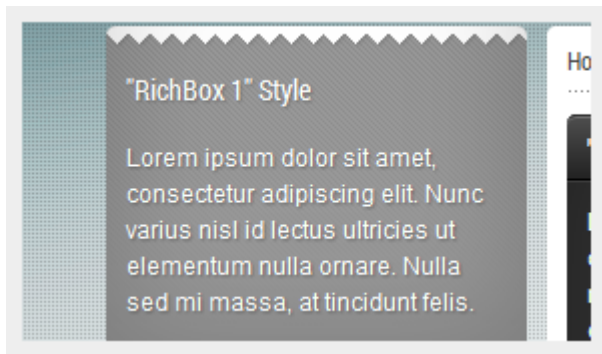 "RichBox 1" Style
Lorem ipsum dolor sit amet,
consectetur adipiscing elit. Nunc
varius nisl id lectus ultricies ut
elementum nulla ornare. Nulla
sed mi massa, at tincidunt felis.
Ho